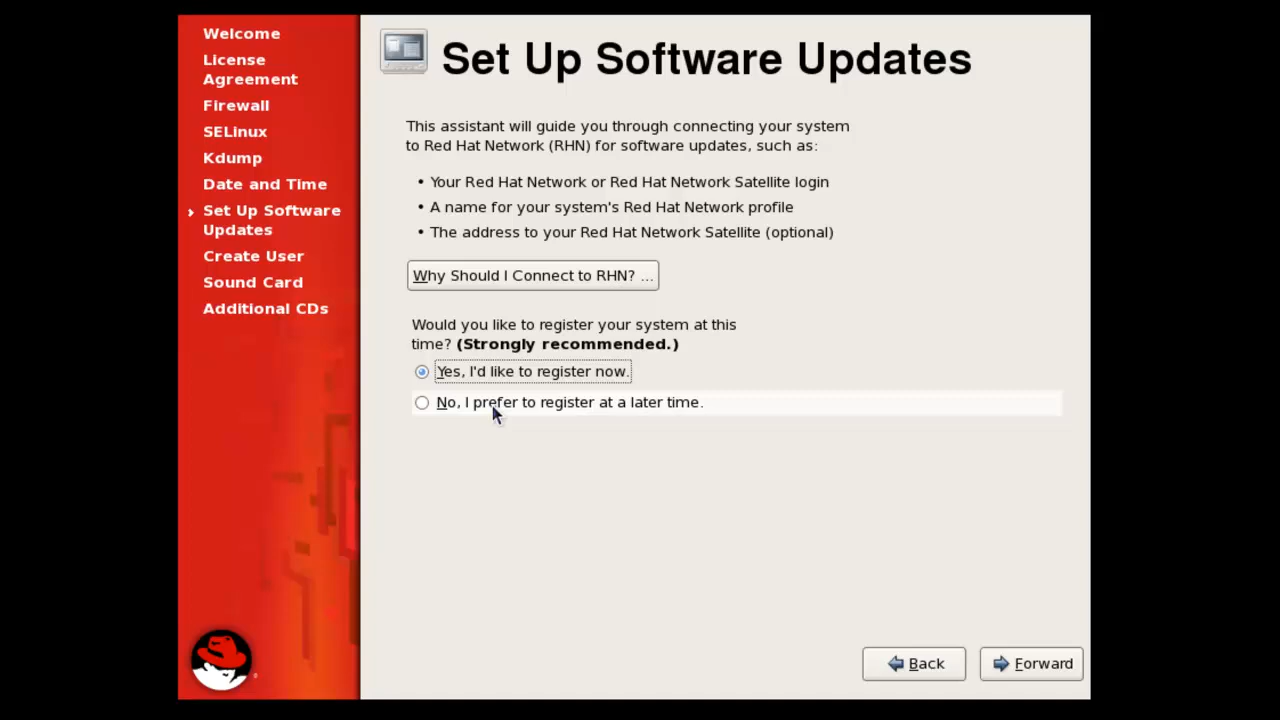 Welcome
License
Agreement
Firewall
SELinux
Kdump
Date and Time
Set Up Software
Updates
Create User
Sound Card
Additional CDs
Set Up Software Updates
This assistant will guide you through connecting your system
to Red Hat Network (RHN) for software updates, such as:
• Your Red Hat Network or Red Hat Network Satellite login
• A name for your system's Red Hat Network profile
• The address to your Red Hat Network Satellite (optional)
Why Should I Connect to RHN? ...
Would you like to register your system at this
time? (Strongly recommended.)
Yes, I'd like to register now.
No, I prefer to register at a later time.
Back
Forward